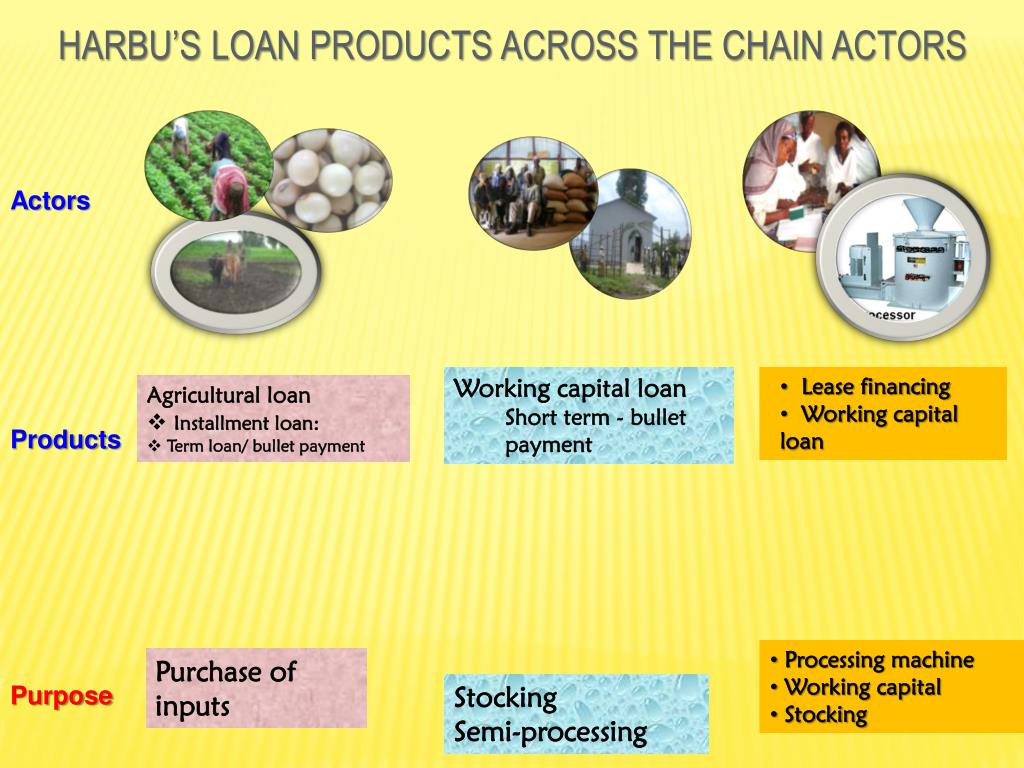 HARBU’S LOAN PRODUCTS ACROSS THE CHAIN ACTORS
Actors
ocessor
Products
Agricultural loan
❖ Installment loan:
❖ Term loan/ bullet payment
Working capital loan
Short term - bullet
payment
• Lease financing
• Working capital
loan
Purpose
Purchase of
inputs
Stocking
Semi-processing
• Processing machine
• Working capital
• Stocking